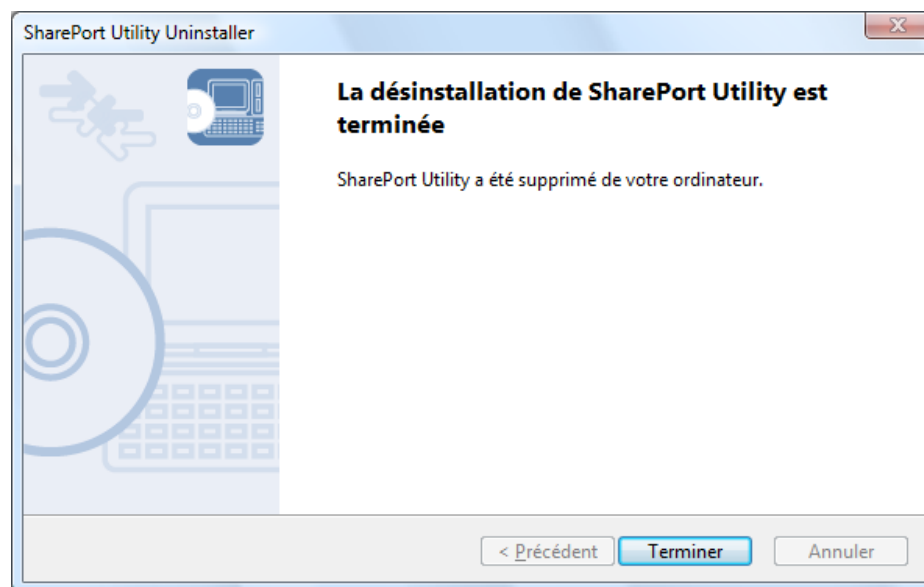 SharePort Utility Uninstaller
La désinstallation de SharePort Utility est
terminée
SharePort Utility a été supprimé de votre ordinateur.
< Précédent
Terminer
Annuler